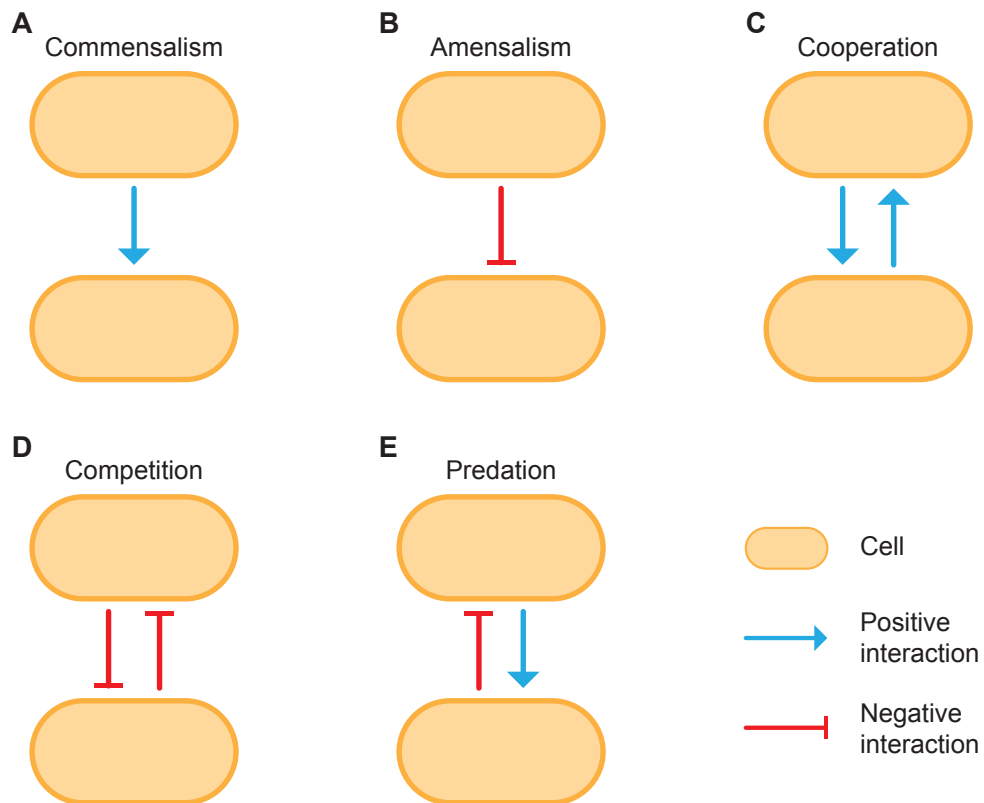 A
Commensalism
B
Amensalism
C
Cooperation
D
Competition
E
Predation
Cell
Positive
interaction
Negative
interaction